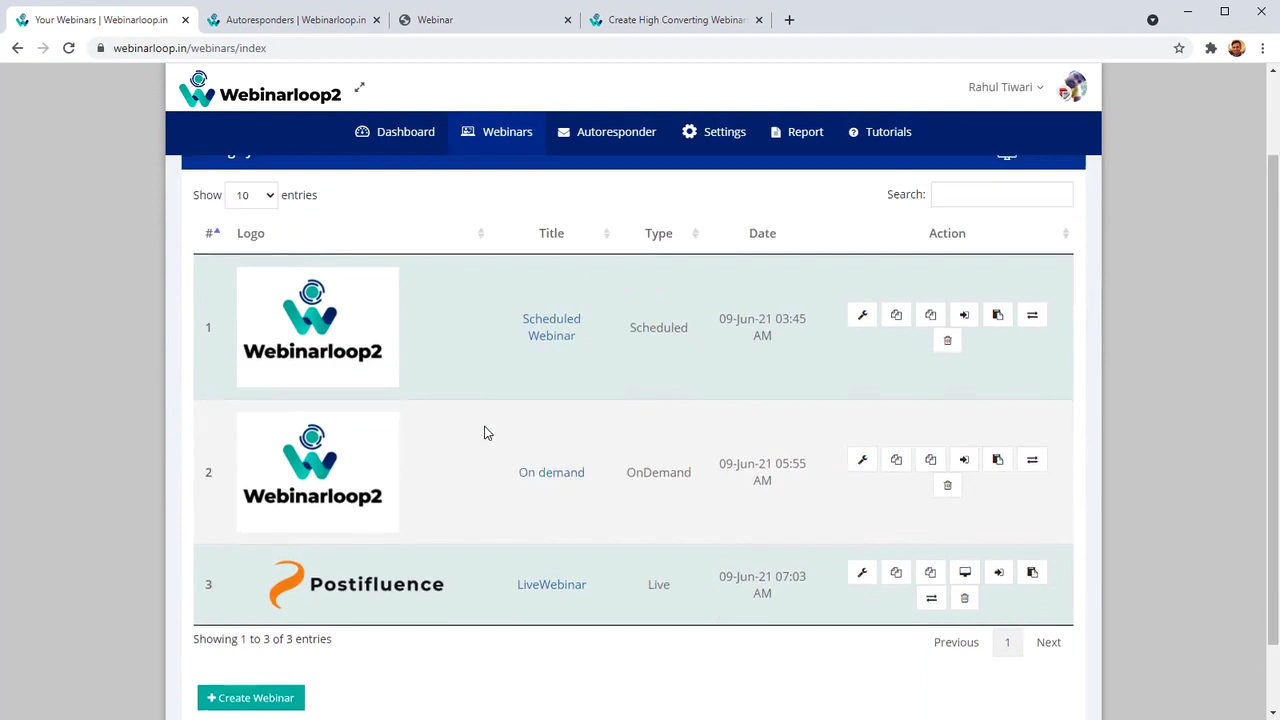 Your Webinars | Webinarloop.in
Autoresponders | Webinarloop.in
Webinar
Create High Converting Webinar
webinarloop.in/webinars/index
Webinarloop2
Rahul Tiwari
Dashboard
Webinars
Autoresponder
Settings
Report
Tutorials
Show 10 entries
Search:
# Logo Title Type Date Action
1 Webinarloop2 Scheduled Webinar Scheduled 09-Jun-21 03:45 AM
2 Webinarloop2 On demand OnDemand 09-Jun-21 05:55 AM
3 Postifluence LiveWebinar Live 09-Jun-21 07:03 AM
Showing 1 to 3 of 3 entries
Previous 1 Next
+ Create Webinar